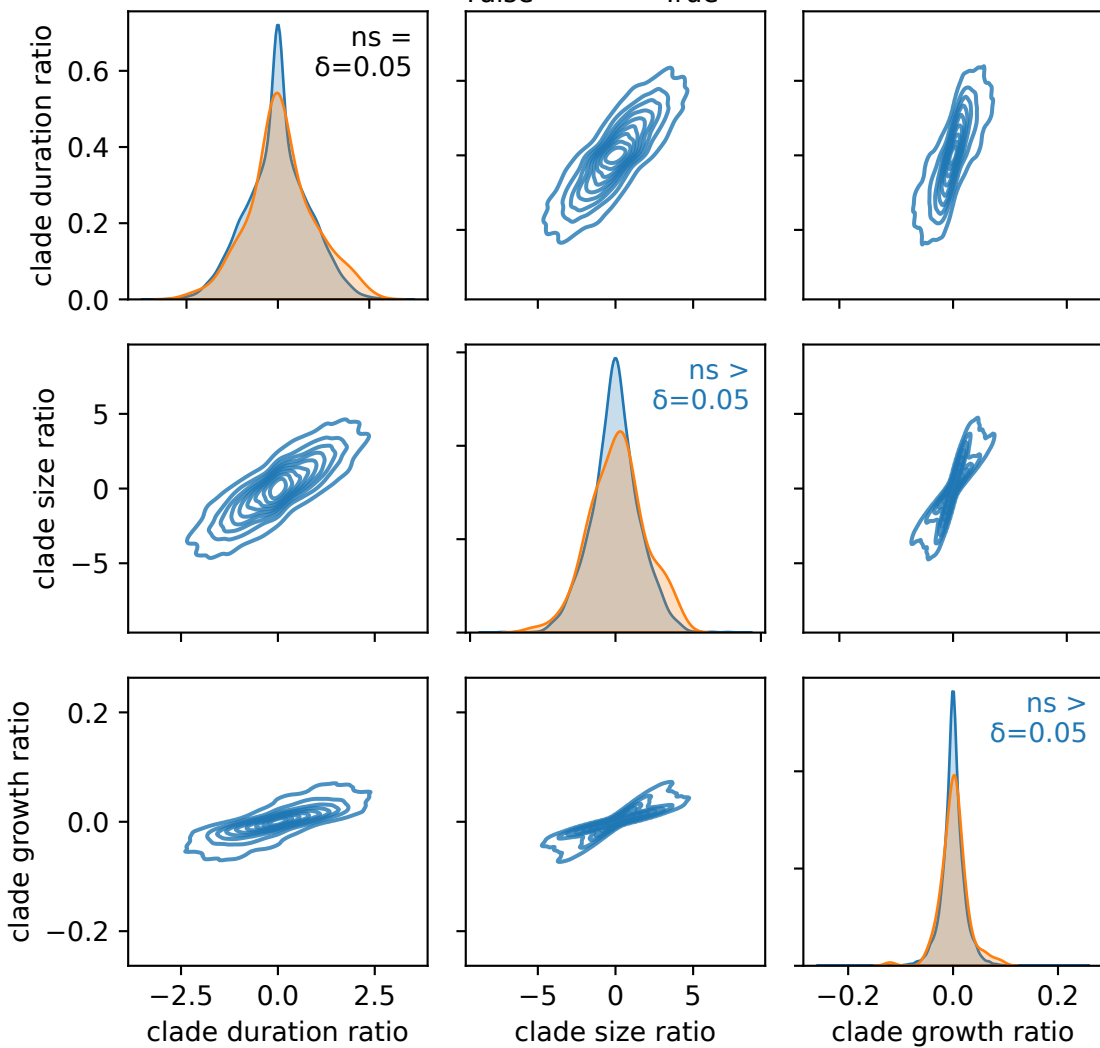 clade duration ratio
0.6
0.4
0.2
0.0
ns =
δ=0.05
clade size ratio
5
0
−5
ns >
δ=0.05
clade growth ratio
0.2
0.0
−0.2
ns >
δ=0.05
−2.5 0.0 2.5
−5 0 5
−0.2 0.0 0.2
clade duration ratio
clade size ratio
clade growth ratio